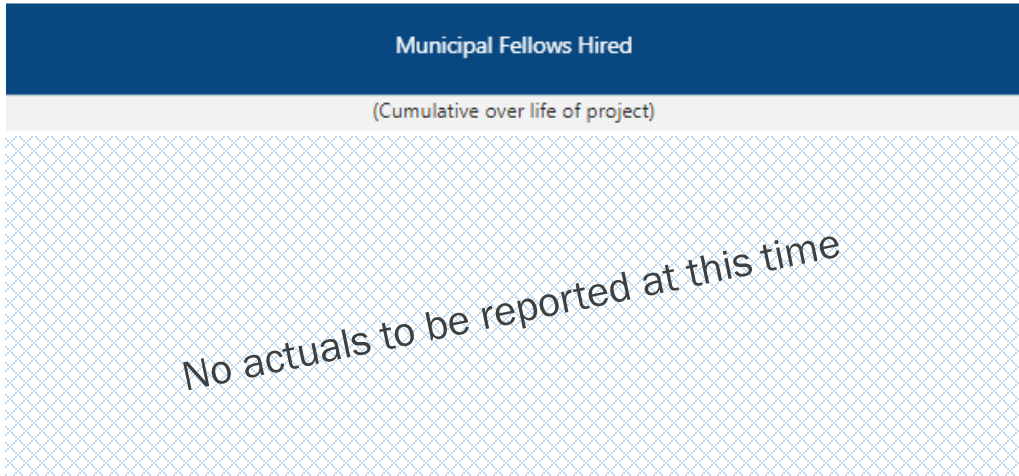 Municipal Fellows Hired
(Cumulative over life of project)
No actuals to be reported at this time